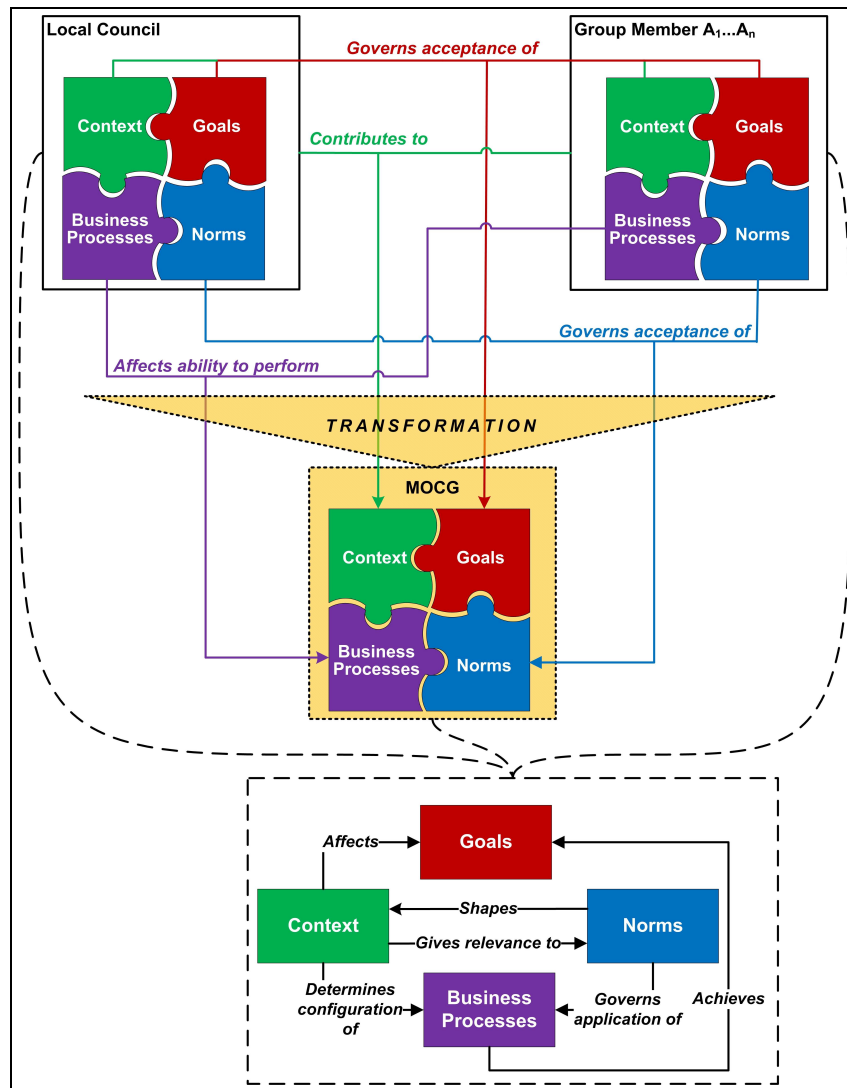 Local Council
Group Member A₁...Aₙ
Governs acceptance of
Context
Goals
Business
Processes
Norms
Contributes to
Context
Goals
Business
Processes
Norms
Governs acceptance of
Affects ability to perform
TRANSFORMATION
MOCG
Context
Goals
Business
Processes
Norms
Affects
Goals
Shapes
Context
Norms
Gives relevance to
Determines
configuration
of
Business
Processes
Governs
application of
Achieves